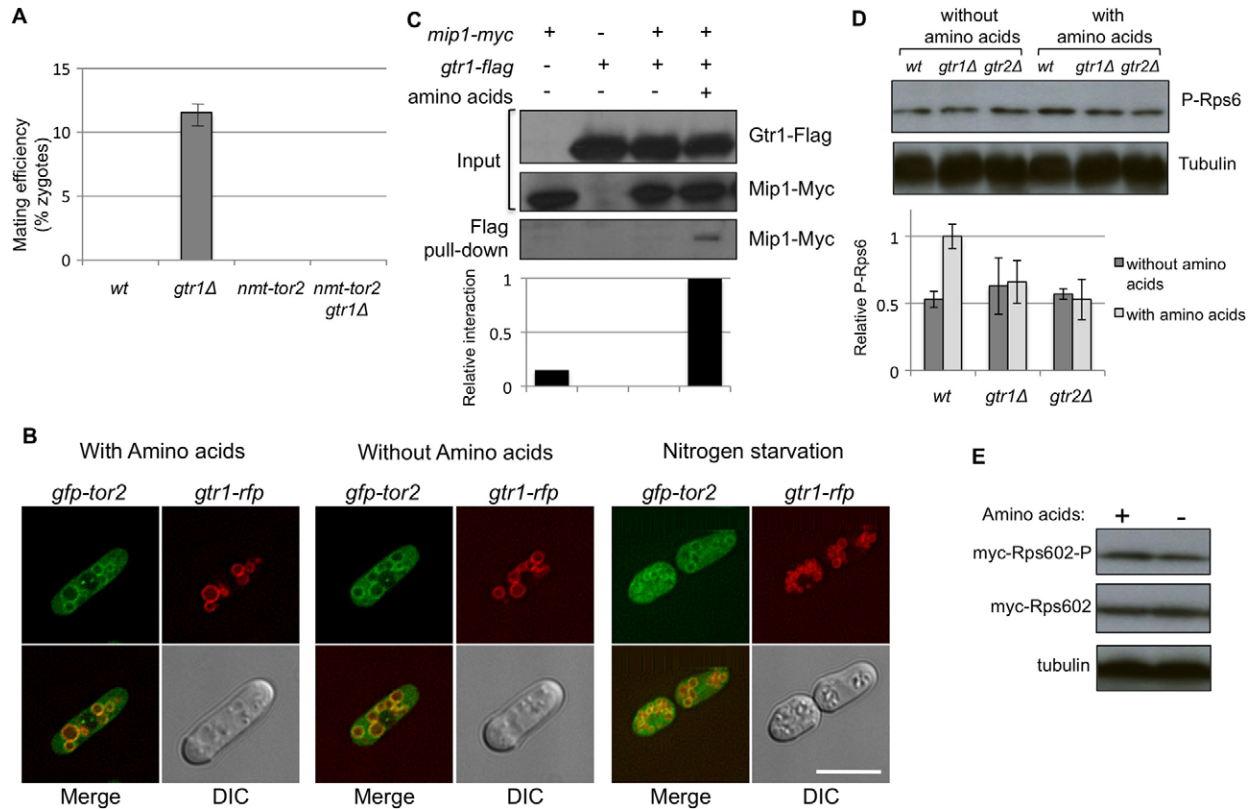 A
Mating efficiency
(% zygotes)
15
10
5
0
wt
gtr1Δ
nmt-tor2
nmt-tor2
gtr1Δ
C
mip1-myc + - + +
gtr1-flag - + + +
amino acids - - - +
Input
Gtr1-Flag
Mip1-Myc
Flag
pull-down
Mip1-Myc
Relative interaction
1
0.5
0
D
without
amino acids
with
amino acids
wt gtr1Δ gtr2Δ wt gtr1Δ gtr2Δ
P-Rps6
Tubulin
Relative P-Rps6
1
0.5
0
wt gtr1Δ gtr2Δ
without amino
acids
with amino acids
B
With Amino acids
Without Amino acids
Nitrogen starvation
gfp-tor2 gtr1-rfp
gfp-tor2 gtr1-rfp
gfp-tor2 gtr1-rfp
Merge DIC
Merge DIC
Merge DIC
E
Amino acids: + -
myc-Rps602-P
myc-Rps602
tubulin